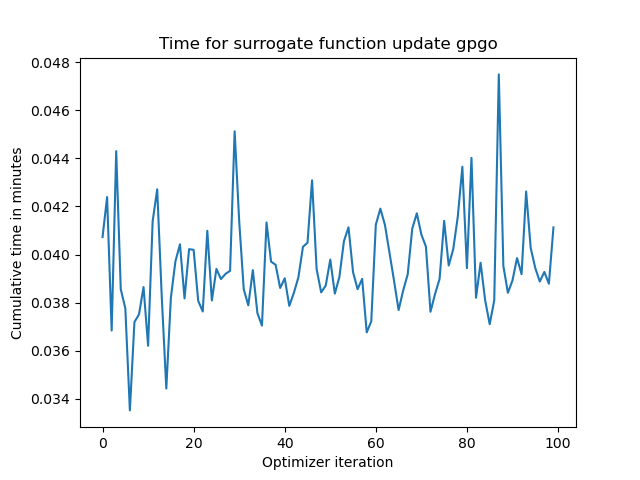 Time for surrogate function update gpgo
0.048
0.046
0.044
0.042
0.040
0.038
0.036
0.034
Cumulative time in minutes
0 20 40 60 80 100
Optimizer iteration